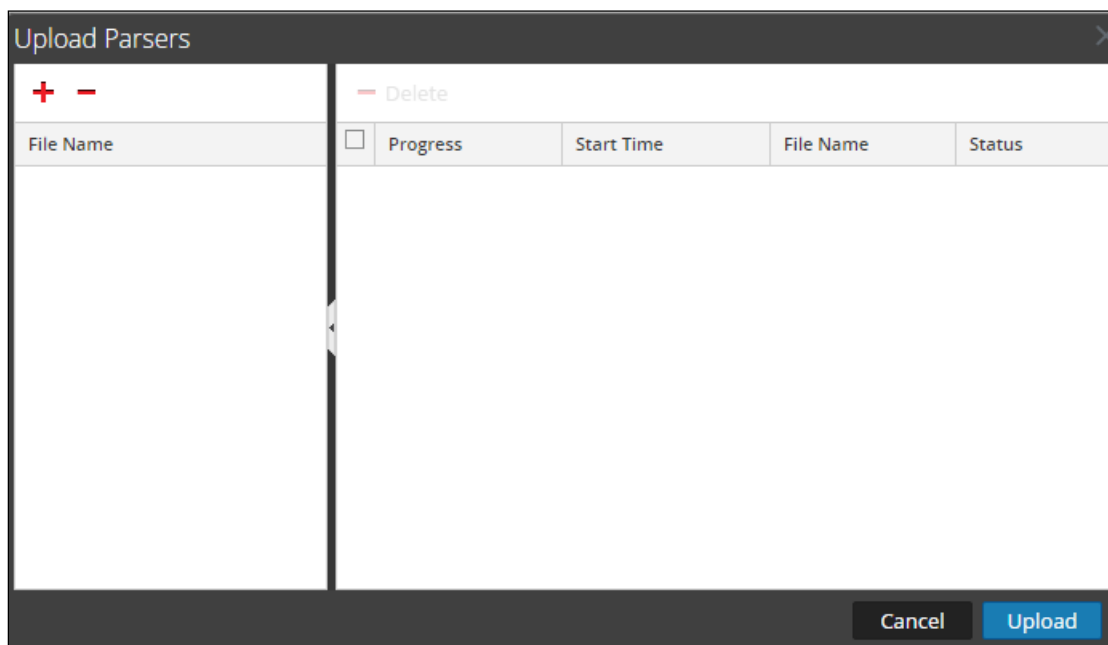 Upload Parsers
Delete
File Name
Progress Start Time File Name Status
Cancel Upload